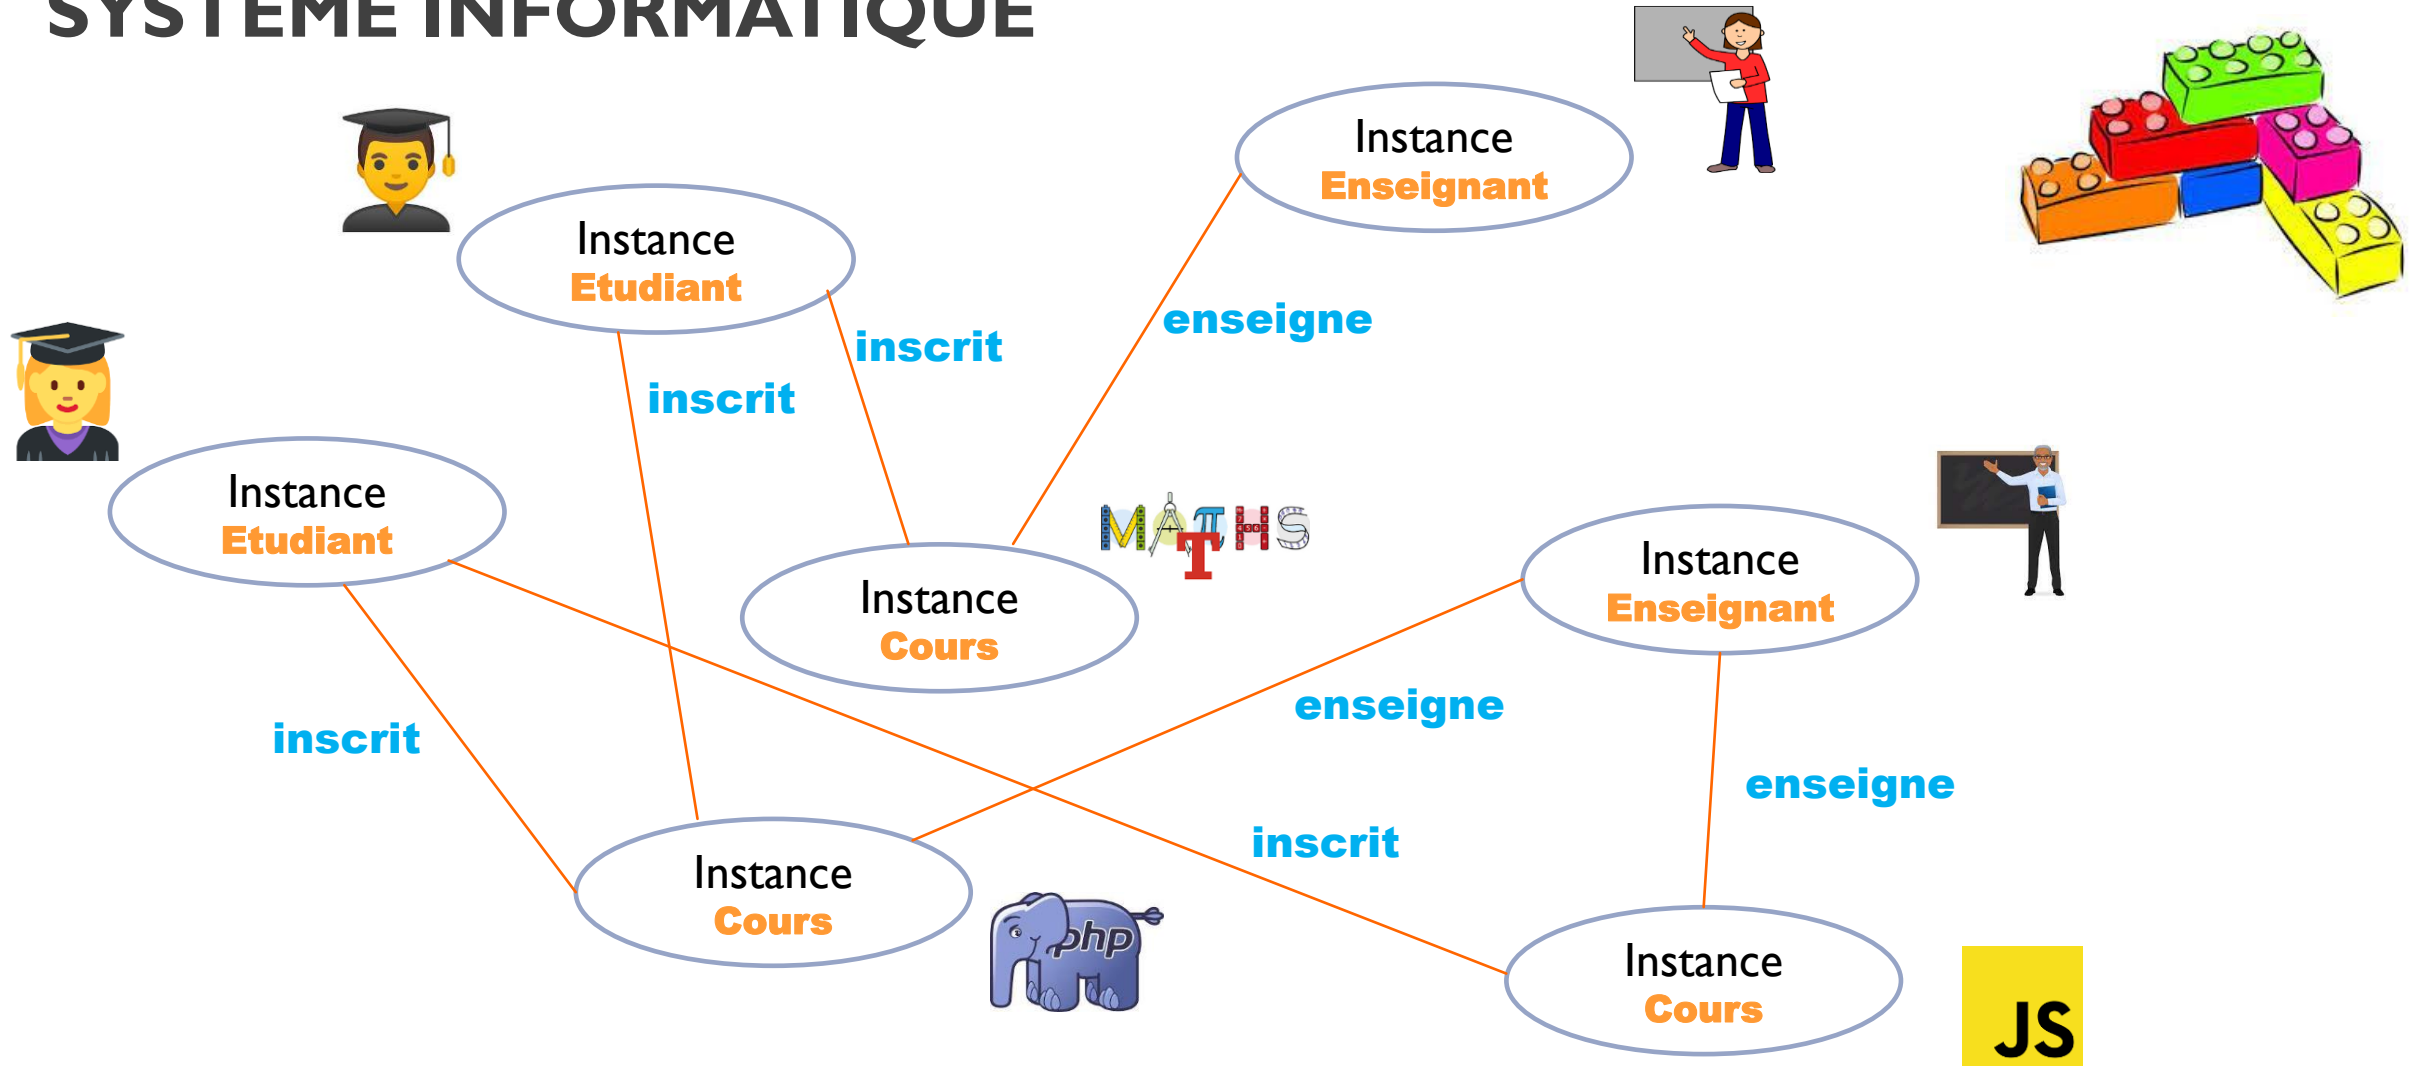 SYSTEME INFORMATIQUE
Instance
Enseignant
Instance
Etudiant
enseigne
inscrit
inscrit
Instance
Etudiant
MATHS
T
Instance
Enseignant
Instance
Cours
enseigne
inscrit
enseigne
inscrit
Instance
Cours
php
Instance
Cours
JS